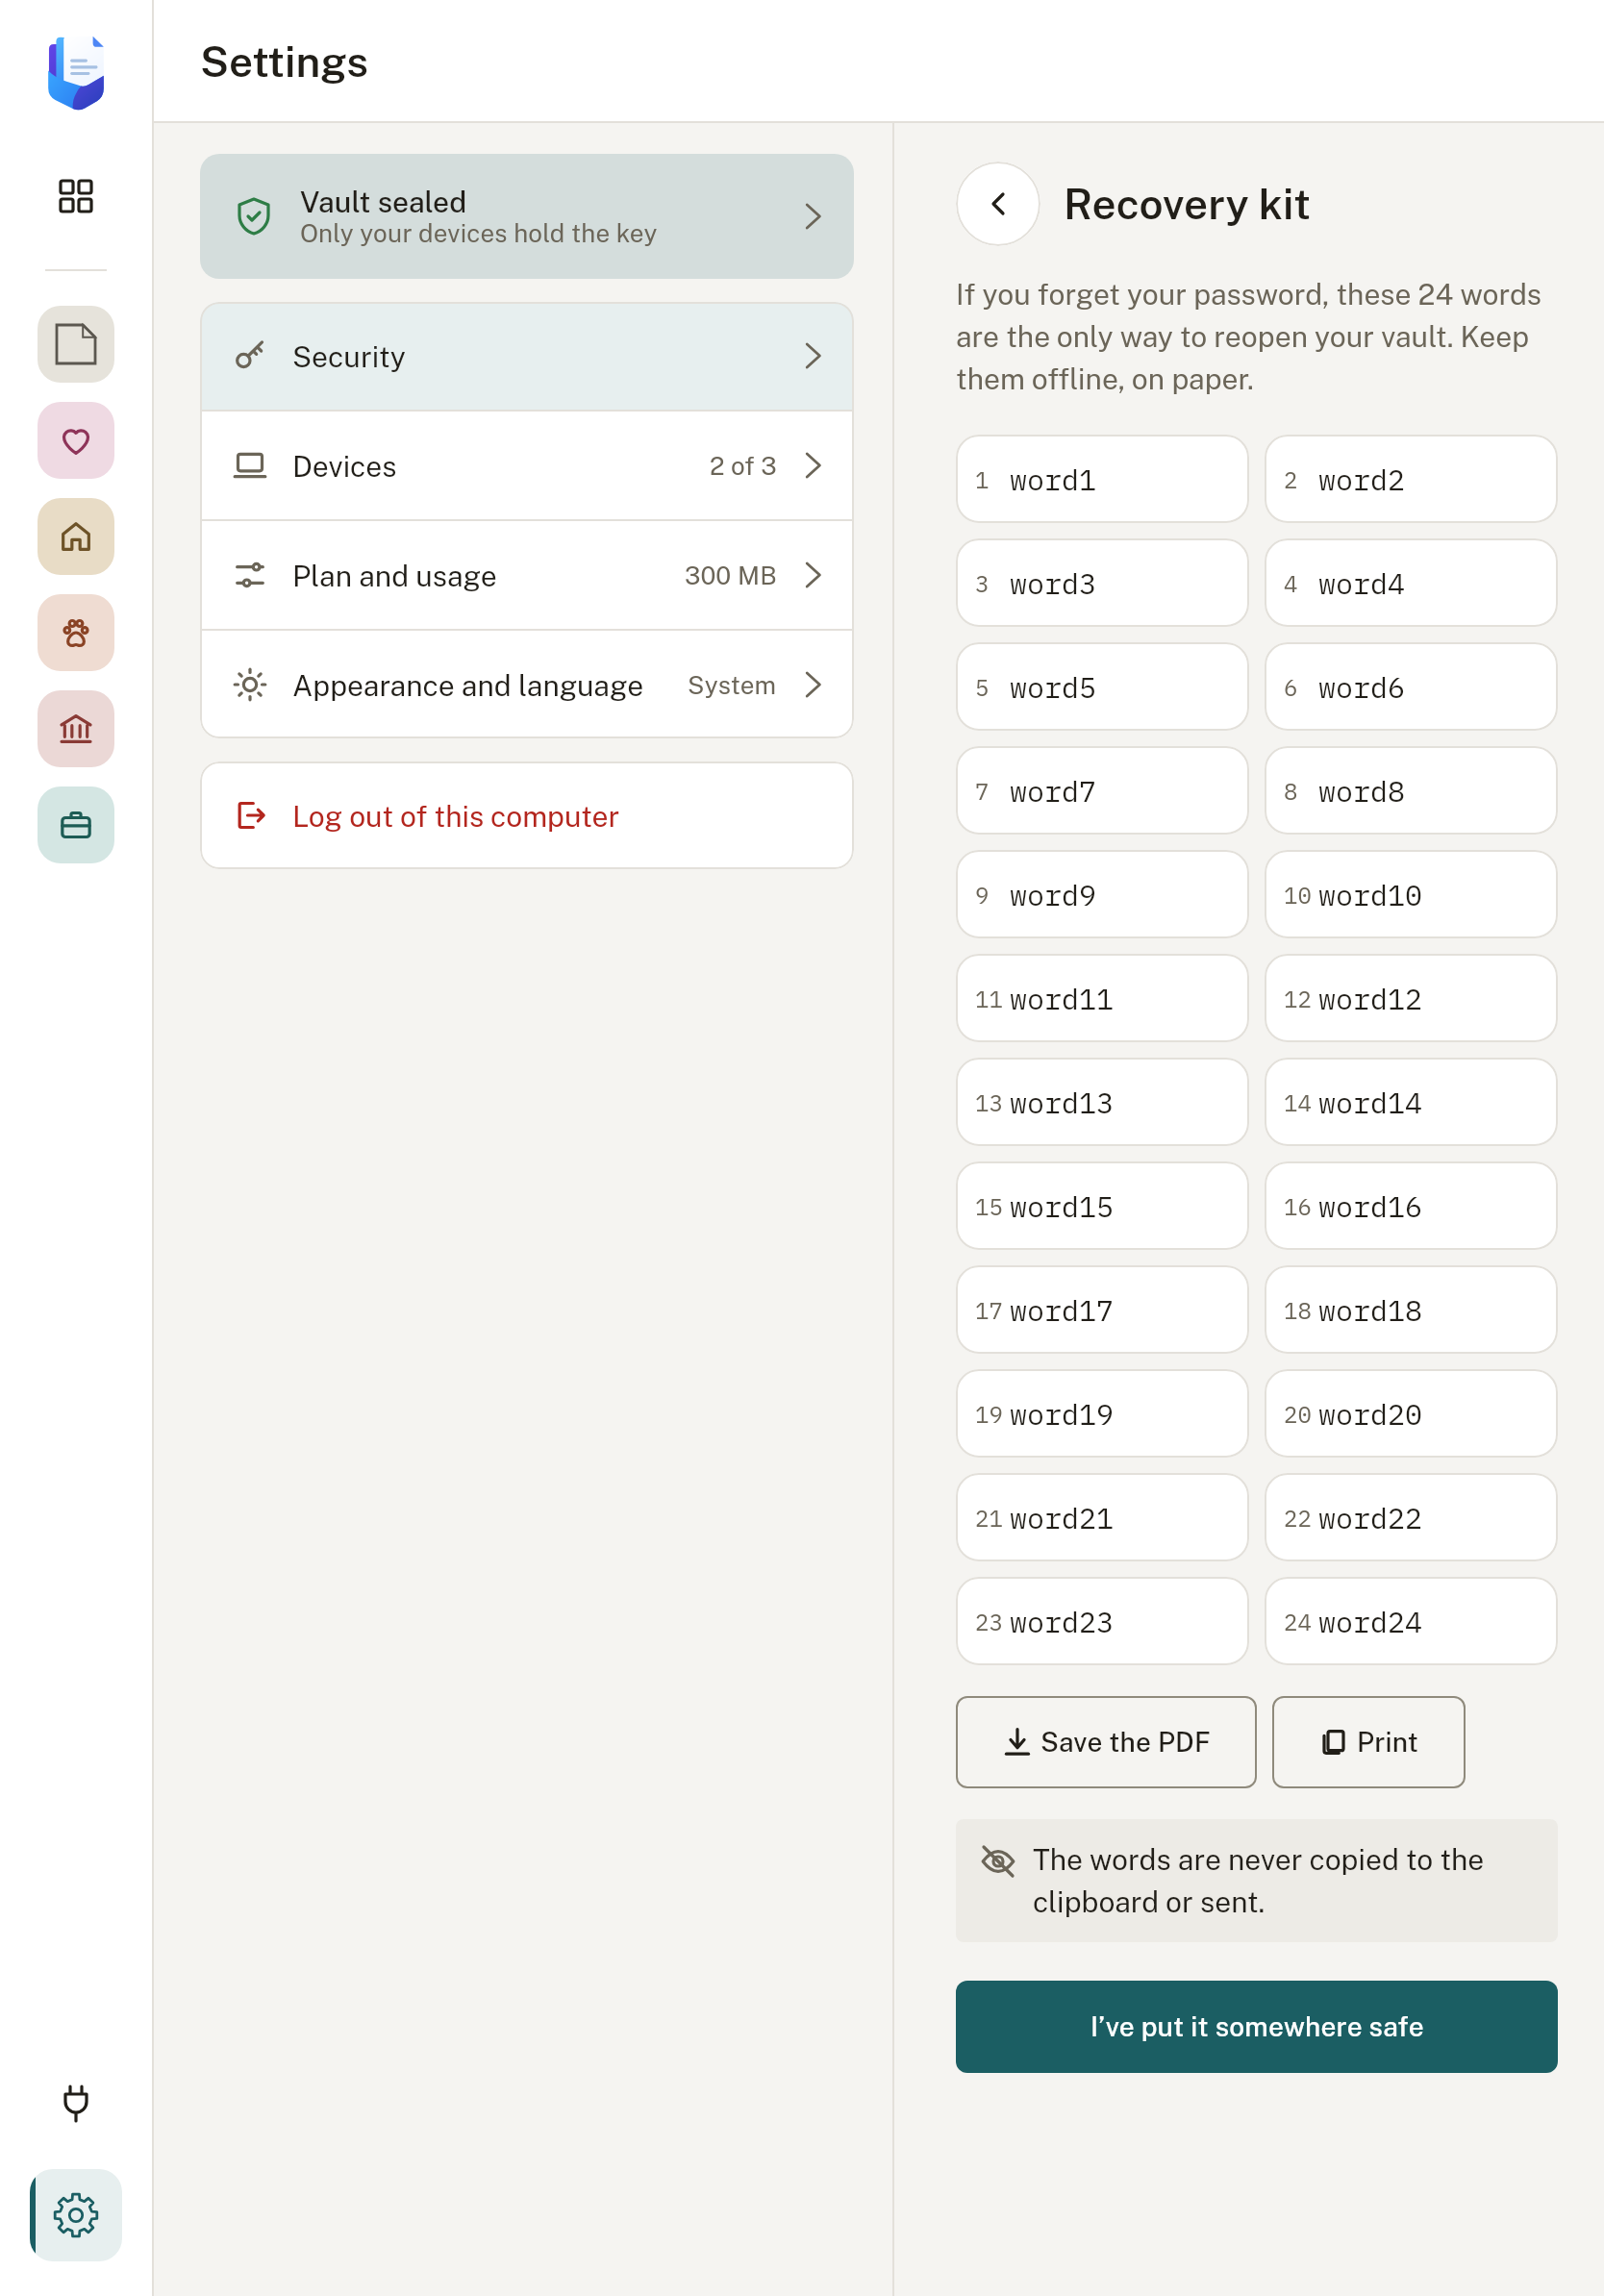 Settings
Vault sealed
Only your devices hold the key
Security
Devices 2 of 3
Plan and usage 300 MB
Appearance and language System
Log out of this computer
Recovery kit
If you forget your password, these 24 words
are the only way to reopen your vault. Keep
them offline, on paper.
1 word1 2 word2
3 word3 4 word4
5 word5 6 word6
7 word7 8 word8
9 word9 10 word10
11 word11 12 word12
13 word13 14 word14
15 word15 16 word16
17 word17 18 word18
19 word19 20 word20
21 word21 22 word22
23 word23 24 word24
Save the PDF Print
The words are never copied to the
clipboard or sent.
I’ve put it somewhere safe